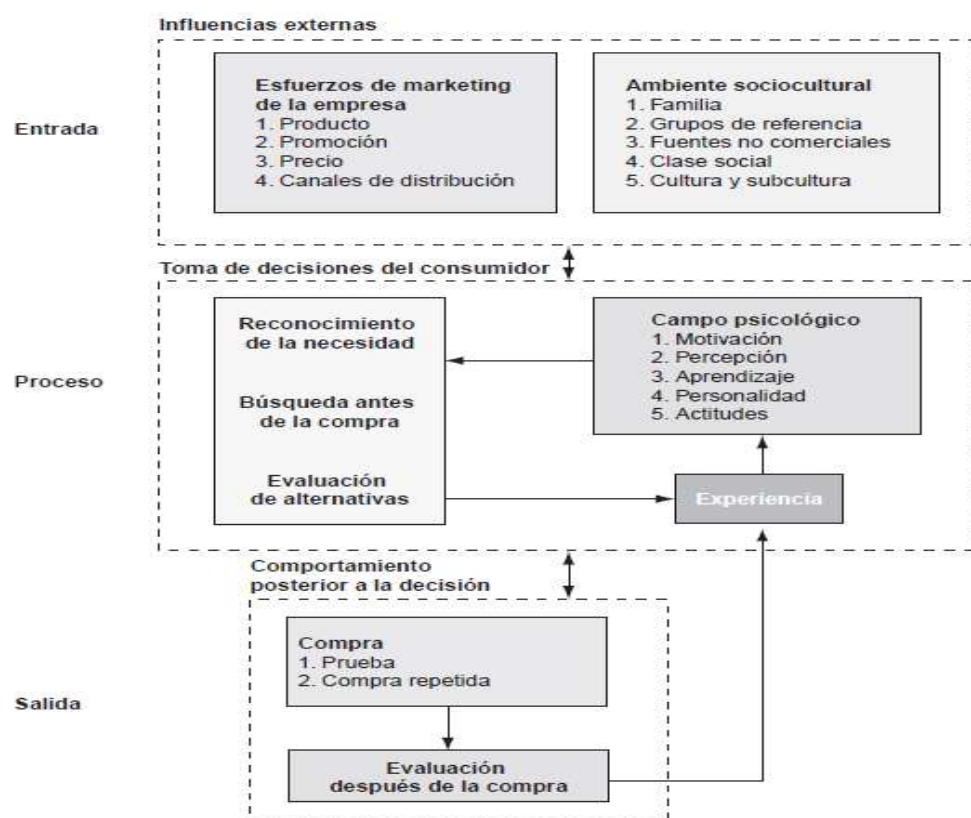 Influencias externas
Entrada
Esfuerzos de marketing
de la empresa
1. Producto
2. Promoción
3. Precio
4. Canales de distribución
Ambiente sociocultural
1. Familia
2. Grupos de referencia
3. Fuentes no comerciales
4. Clase social
5. Cultura y subcultura
Toma de decisiones del consumidor
Proceso
Reconocimiento
de la necesidad
Búsqueda antes
de la compra
Evaluación
de alternativas
Campo psicológico
1. Motivación
2. Percepción
3. Aprendizaje
4. Personalidad
5. Actitudes
Experiencia
Comportamiento
posterior a la decisión
Salida
Compra
1. Prueba
2. Compra repetida
Evaluación
después de la compra